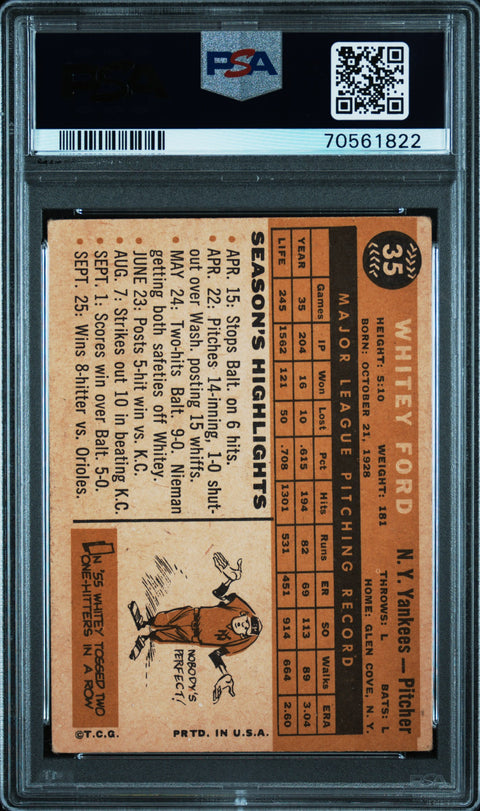 PSA
70561822
35
WHITEY FORD
N. Y. Yankees — Pitcher
HEIGHT: 5:10 WEIGHT: 181 BATS: L
THROWS: L
BORN: OCTOBER 21, 1928 HOME: GLEN COVE, N. Y.
MAJOR LEAGUE PITCHING RECORD
Games IP Won Lost Pct Hits Runs ER SO Walks ERA
YEAR 35 204 16 10 .615 194 82 69 113 89 3.04
LIFE 245 1562 121 50 .708 1301 531 451 914 664 2.60
SEASON'S HIGHLIGHTS
• APR. 15: Stops Balt. on 6 hits.
• APR. 22: Pitches 14-inning, 1-0 shut-
out over Wash. posting 15 whiffs.
• MAY 24: Two-hits Balt. 9-0. Nieman
getting both safeties off Whitey.
• JUNE 23: Posts 5-hit win vs. K.C.
• AUG. 7: Strikes out 10 in beating K.C.
• SEPT. 1: Scores win over Balt. 5-0.
• SEPT. 25: Wins 8-hitter vs. Orioles.
NOBODY'S
PERFECT!
IN '55 WHITEY TOSSED TWO
ONE-HITTERS IN A ROW
©T.C.G. PRTD. IN U.S.A.